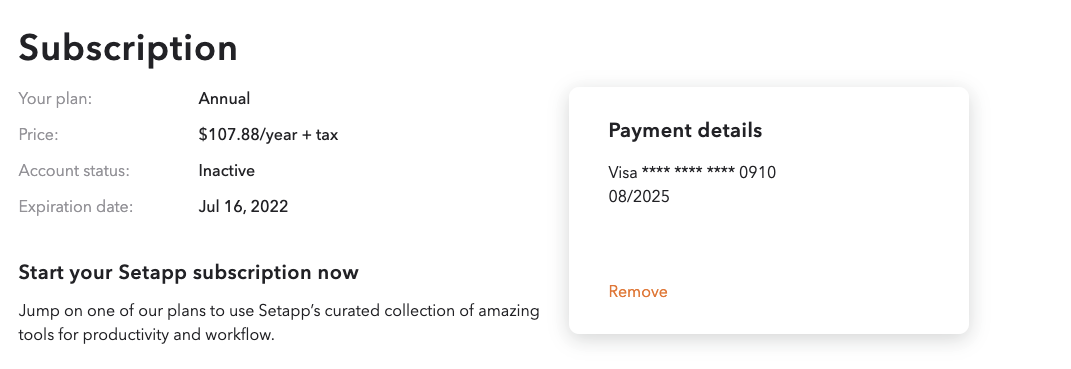 Subscription
Your plan: Annual
Price: $107.88/year + tax
Account status: Inactive
Expiration date: Jul 16, 2022
Start your Setapp subscription now
Jump on one of our plans to use Setapp’s curated collection of amazing
tools for productivity and workflow.
Payment details
Visa **** **** **** 0910
08/2025
Remove